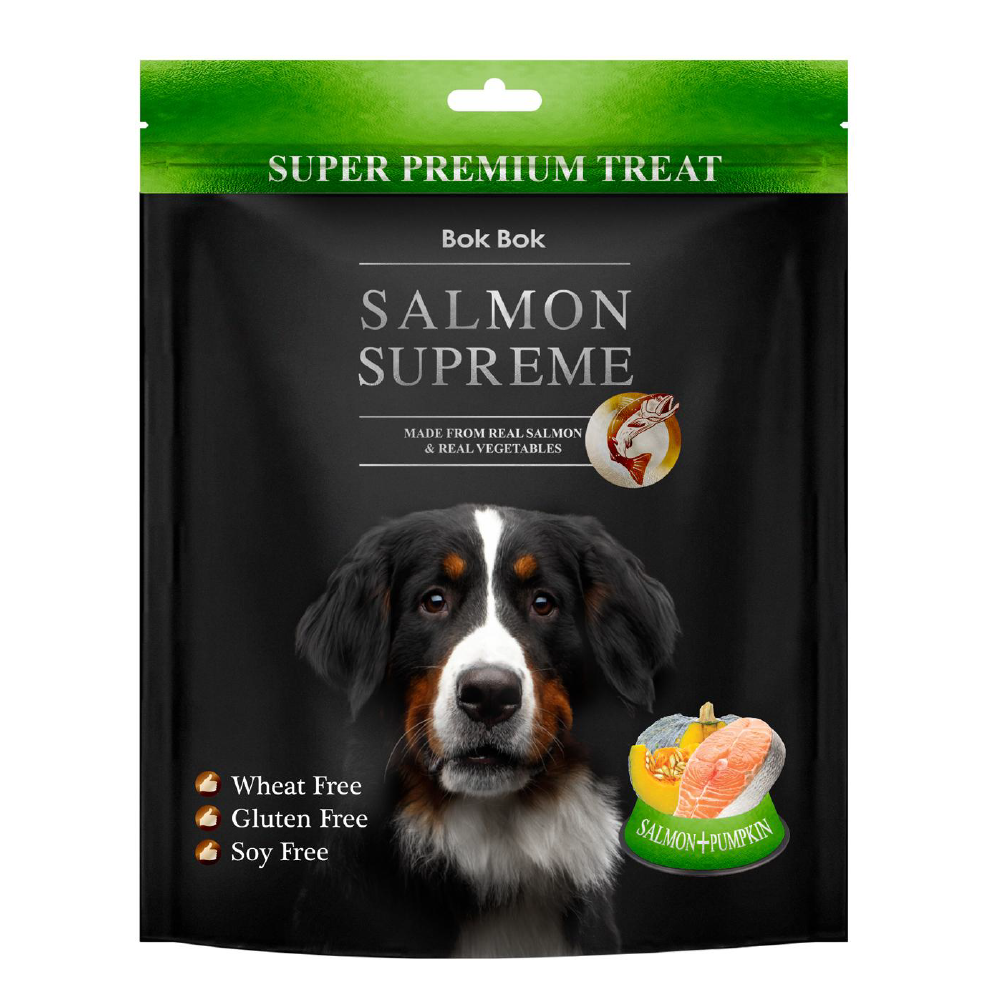 SUPER PREMIUM TREAT
Bok Bok
SALMON
SUPREME
MADE FROM REAL SALMON
& REAL VEGETABLES
Wheat Free
Gluten Free
Soy Free
SALMON+PUMPKIN